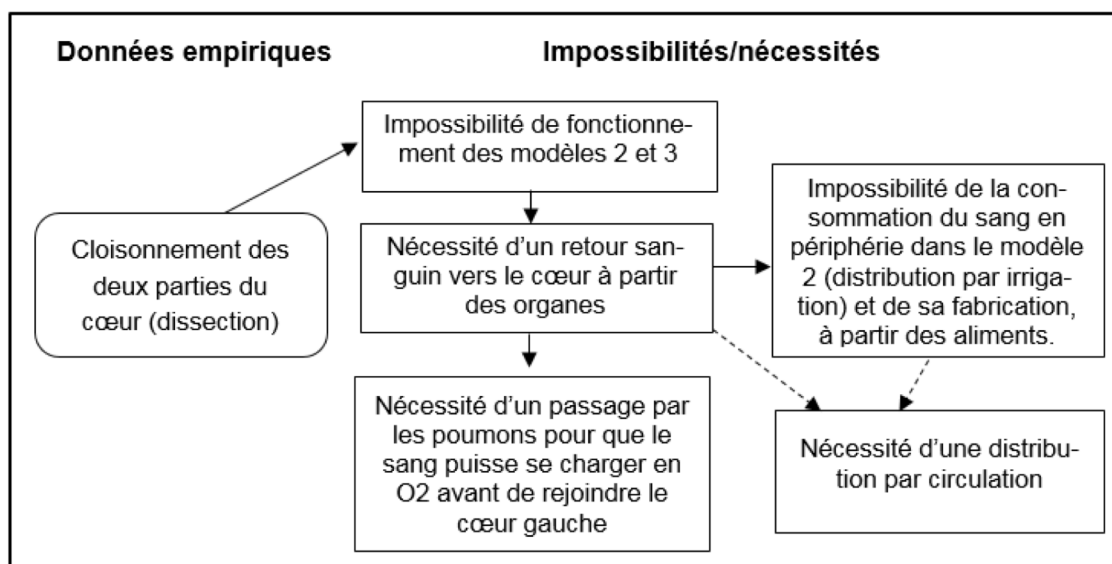 Données empiriques
Impossibilités/nécessités
Impossibilité de fonctionne-
ment des modèles 2 et 3
Cloisonnement des
deux parties du
cœur (dissection)
Nécessité d’un retour san-
guin vers le cœur à partir
des organes
Impossibilité de la con-
sommation du sang en
périphérie dans le modèle
2 (distribution par irriga-
tion) et de sa fabrication,
à partir des aliments.
Nécessité d’un passage par
les poumons pour que le
sang puisse se charger en
O2 avant de rejoindre le
cœur gauche
Nécessité d’une distribu-
tion par circulation